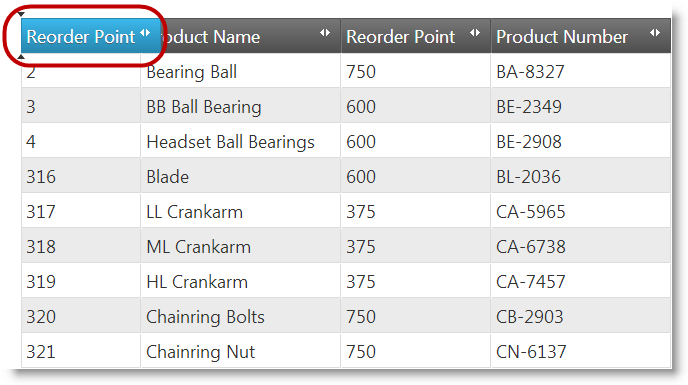 Reorder Point roduct Name Reorder Point Product Number
2 Bearing Ball 750 BA-8327
3 BB Ball Bearing 600 BE-2349
4 Headset Ball Bearings 600 BE-2908
316 Blade 600 BL-2036
317 LL Crankarm 375 CA-5965
318 ML Crankarm 375 CA-6738
319 HL Crankarm 375 CA-7457
320 Chainring Bolts 750 CB-2903
321 Chainring Nut 750 CN-6137